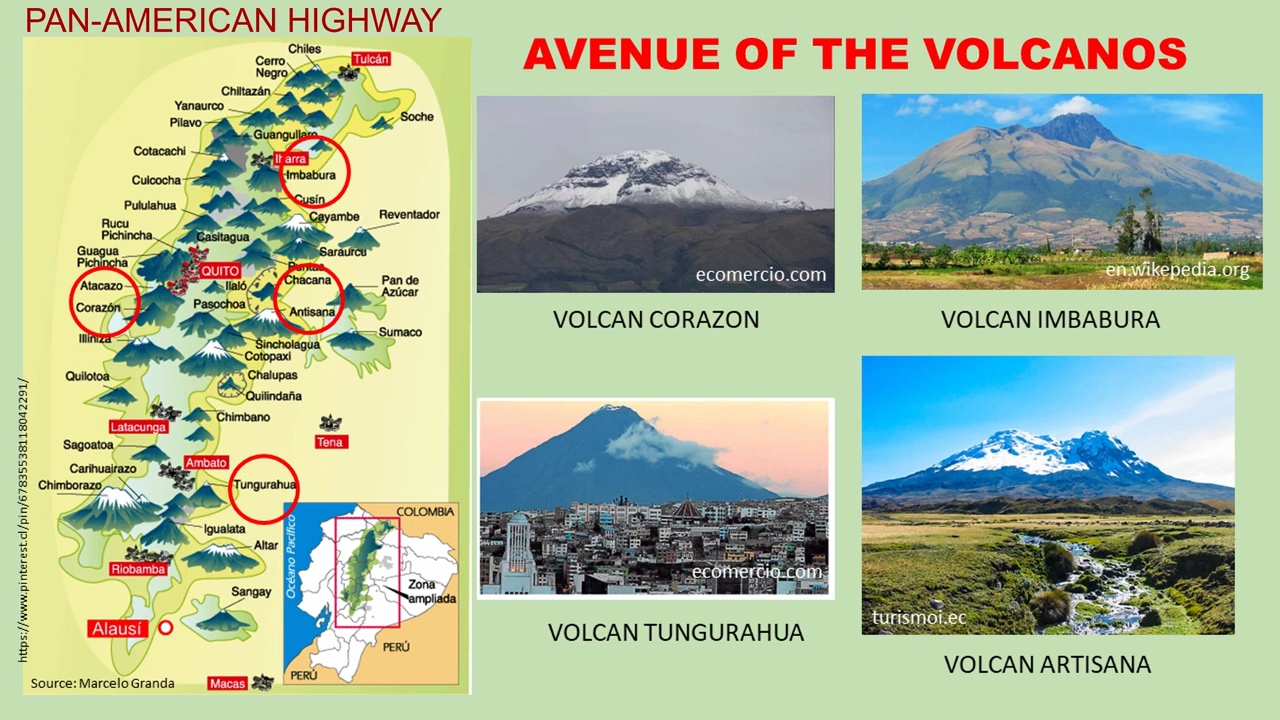 PAN-AMERICAN HIGHWAY
AVENUE OF THE VOLCANOS
Chiles
Tulcán
Cerro
Negro
Chiltazán
Yanaurco
Soche
Pilavo
Guangullaro
Cotacachi
Ibarra
Imbabura
Cuicocha
Cusín
Pululahua
Cayambe
Reventador
Rucu
Pichincha
Casitagua
Saraurcu
Guagua
Pichincha
Puntas
QUITO
Chacana
Atacazo
Ilaló
Pan de
Azúcar
Corazón
Pasochoa
Antisana
Illiniza
Sincholagua
Sumaco
Cotopaxi
Quilotoa
Chalupas
Quilindaña
Latacunga
Chimbano
Tena
Sagoatoa
Ambato
Carihuairazo
Chimborazo
Tungurahua
Igualata
Altar
Riobamba
Sangay
Alausí
Macas
COLOMBIA
Océano Pacífico
Zona
ampliada
PERÚ
PERÚ
https://www.pinterest.cl/pin/678355381180422​91/
Source: Marcelo Granda
ecomercio.com
VOLCAN CORAZON
en.wikepedia.org
VOLCAN IMBABURA
ecomercio.com
VOLCAN TUNGURAHUA
turismoi.ec
VOLCAN ARTISANA